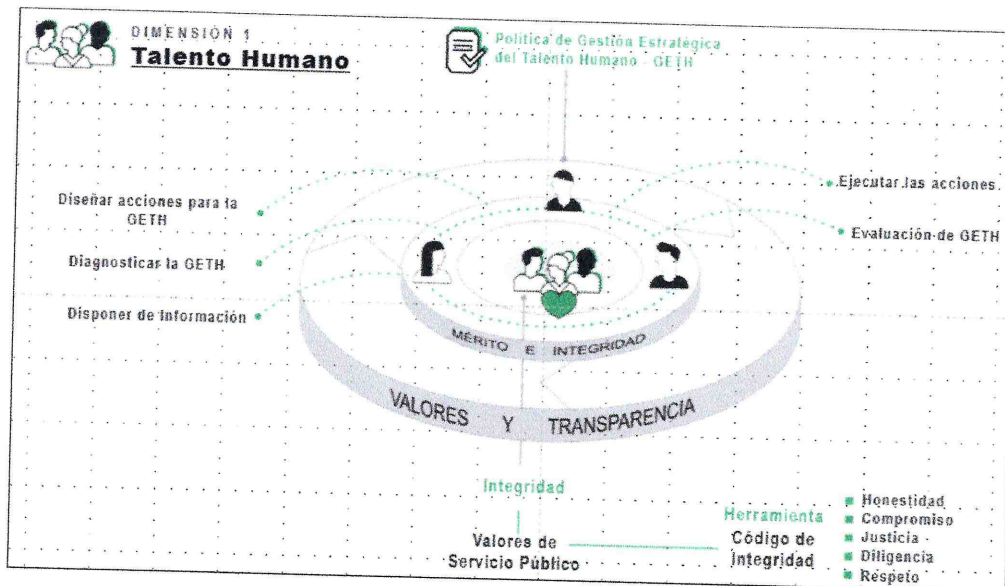 DIMENSIÓN 1
Talento Humano
Política de Gestión Estratégica
del Talento Humano - GETH
Diseñar acciones para la
GETH
Diagnosticar la GETH
Disponer de Información
Ejecutar las acciones
Evaluación de GETH
MÉRITO E INTEGRIDAD
VALORES Y TRANSPARENCIA
Integridad
Valores de
Servicio Público
Herramienta
Código de
Integridad
Honestidad
Compromiso
Justicia
Diligencia
Respeto